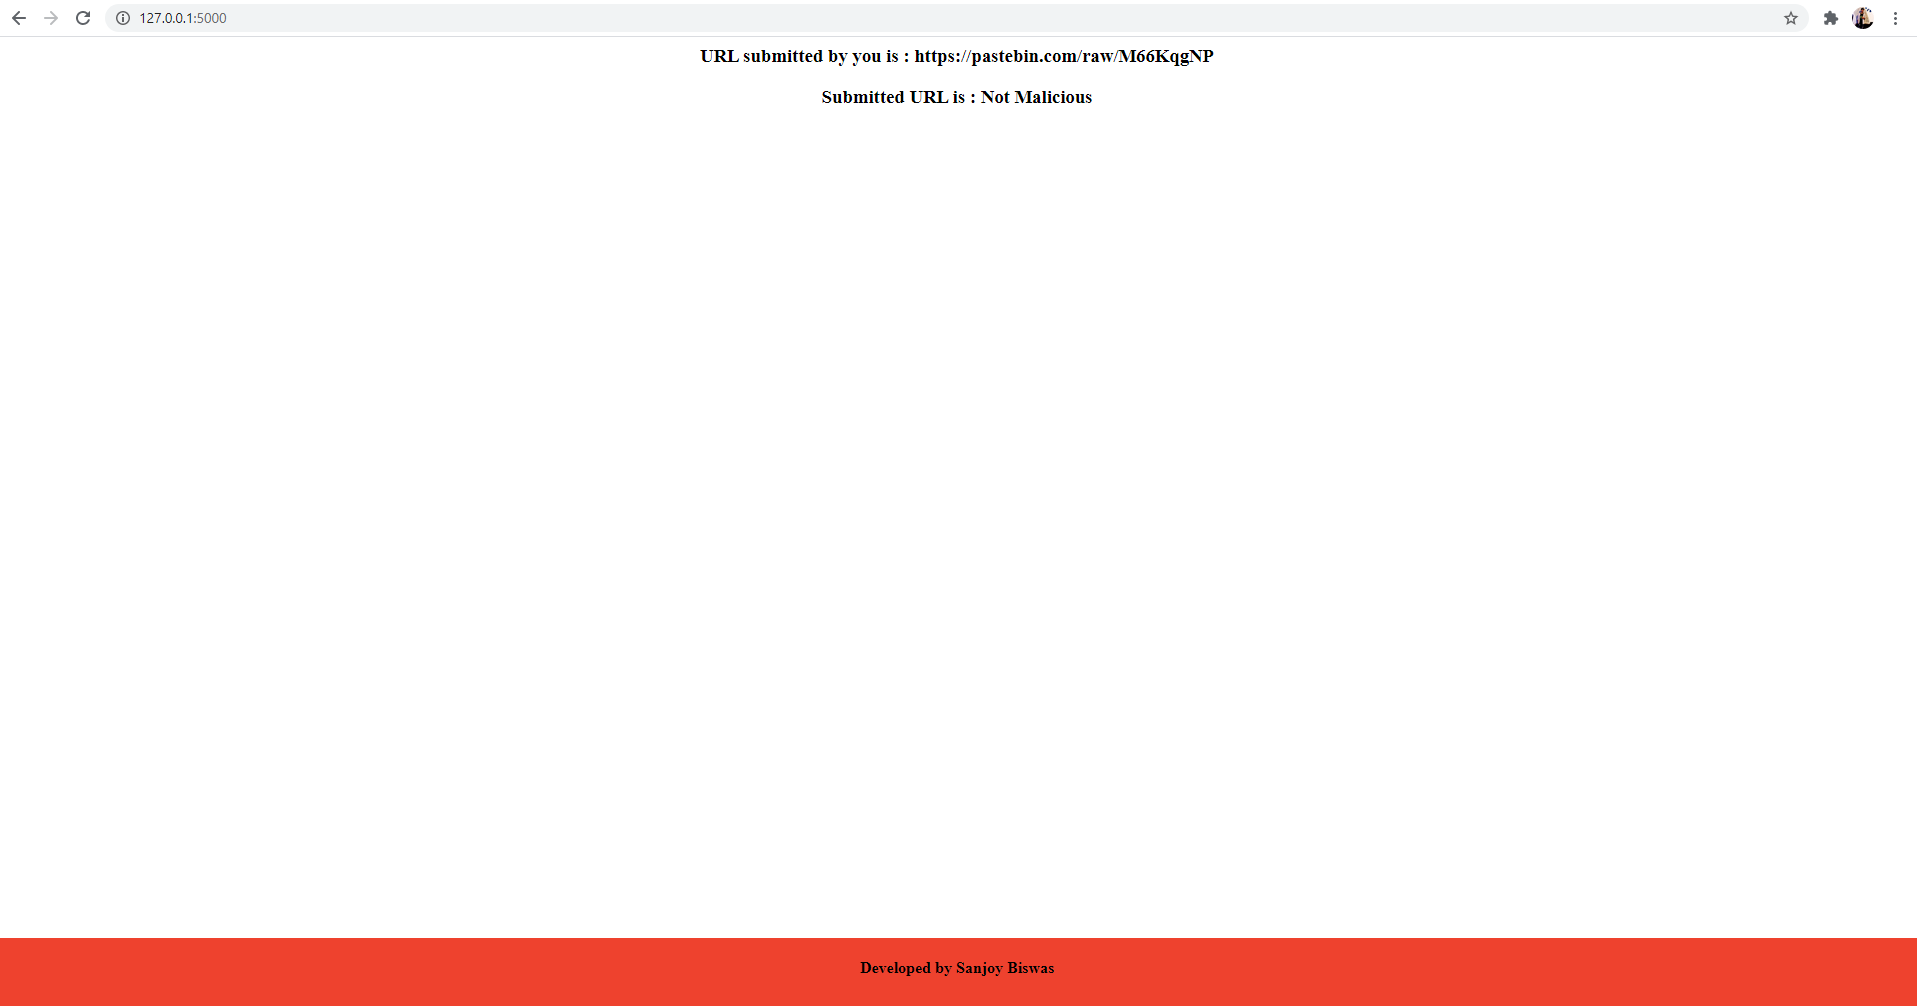 127.0.0.1:5000
URL submitted by you is : https://pastebin.com/raw/M66KqgNP
Submitted URL is : Not Malicious
Developed by Sanjoy Biswas